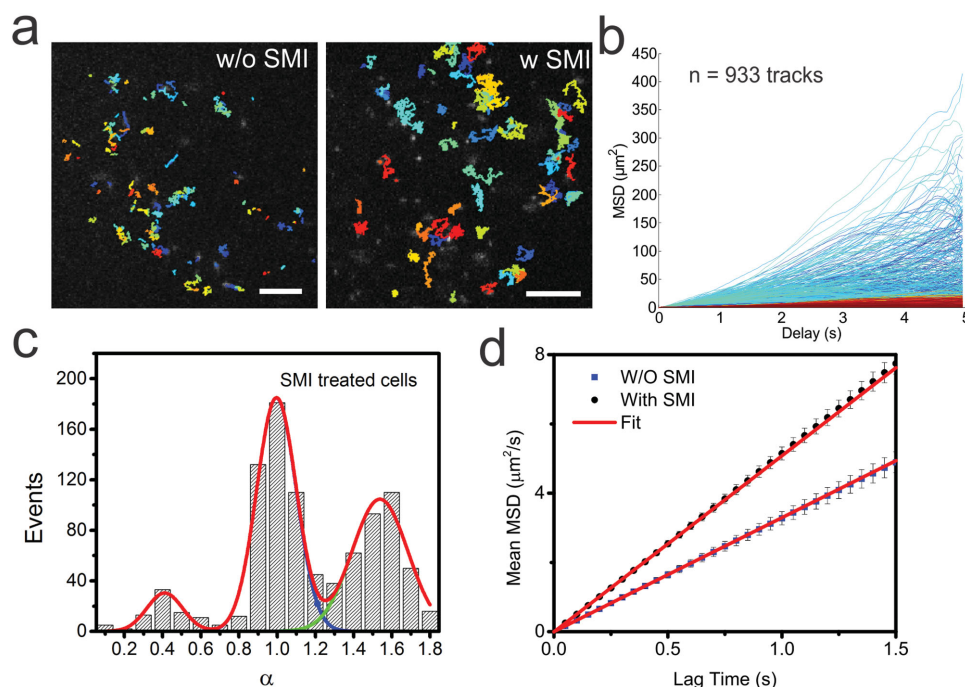 a
w/o SMI
w SMI
b
n = 933 tracks
MSD (µm²)
450
400
350
300
250
200
150
100
50
0
0 1 2 3 4 5
Delay (s)
c
SMI treated cells
Events
200
160
120
80
40
0
0.2 0.4 0.6 0.8 1.0 1.2 1.4 1.6 1.8
α
d
W/O SMI
With SMI
Fit
Mean MSD (µm²/s)
8
4
0
0 0.5 1.0 1.5
Lag Time (s)